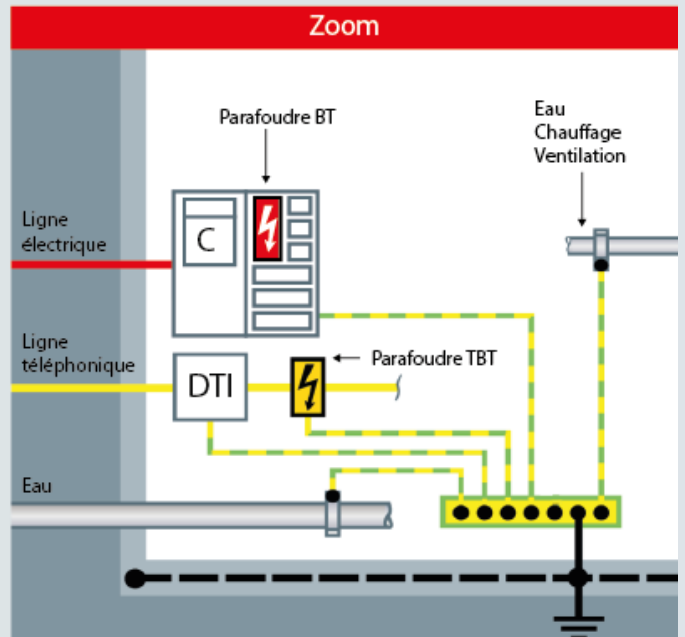 Zoom
Parafoudre BT
Eau
Chauffage
Ventilation
Ligne
électrique
C
Ligne
téléphonique
Parafoudre TBT
DTI
Eau